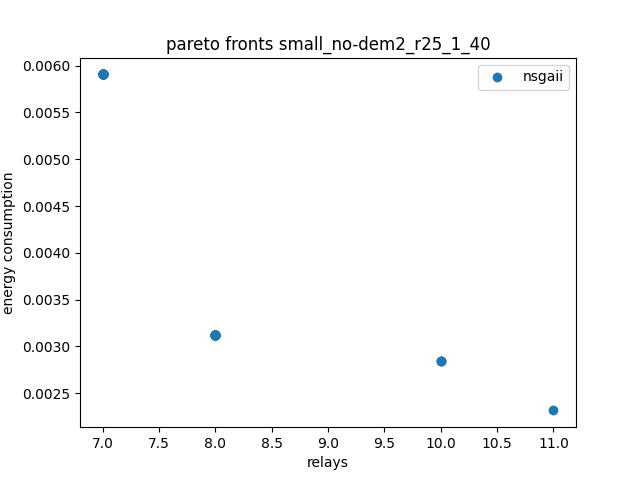 pareto fronts small_no-dem2_r25_1_40
nsgaii
0.0060
0.0055
0.0050
0.0045
0.0040
0.0035
0.0030
0.0025
energy consumption
7.0 7.5 8.0 8.5 9.0 9.5 10.0 10.5 11.0
relays